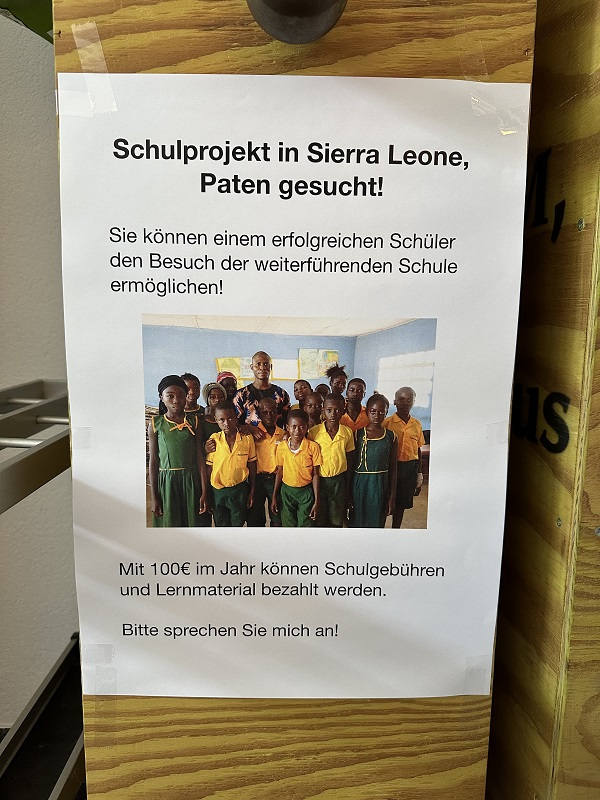 Schulprojekt in Sierra Leone,
Paten gesucht!
Sie können einem erfolgreichen Schüler
den Besuch der weiterführenden Schule
ermöglichen!
Mit 100€ im Jahr können Schulgebühren
und Lernmaterial bezahlt werden.
Bitte sprechen Sie mich an!